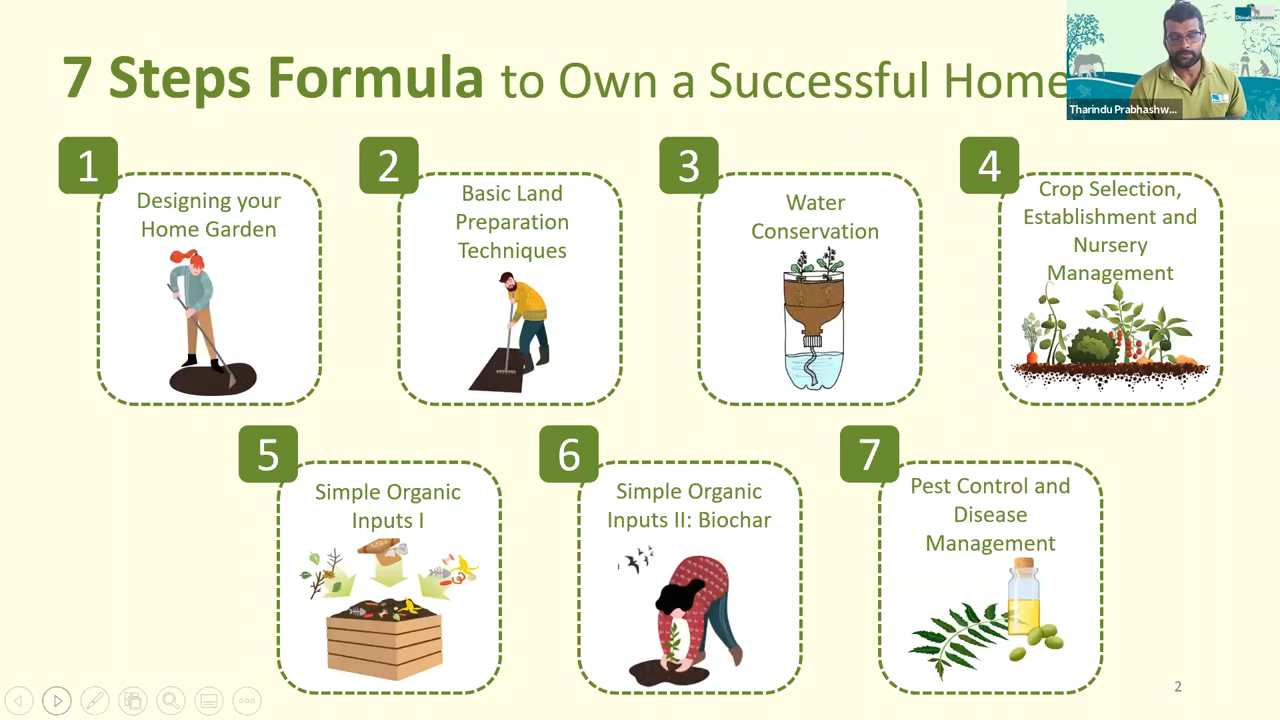 7 Steps Formula to Own a Successful Home
Tharindu Prabhashw...
1
Designing your
Home Garden
2
Basic Land
Preparation
Techniques
3
Water
Conservation
4
Crop Selection,
Establishment and
Nursery
Management
5
Simple Organic
Inputs I
6
Simple Organic
Inputs II: Biochar
7
Pest Control and
Disease
Management
2